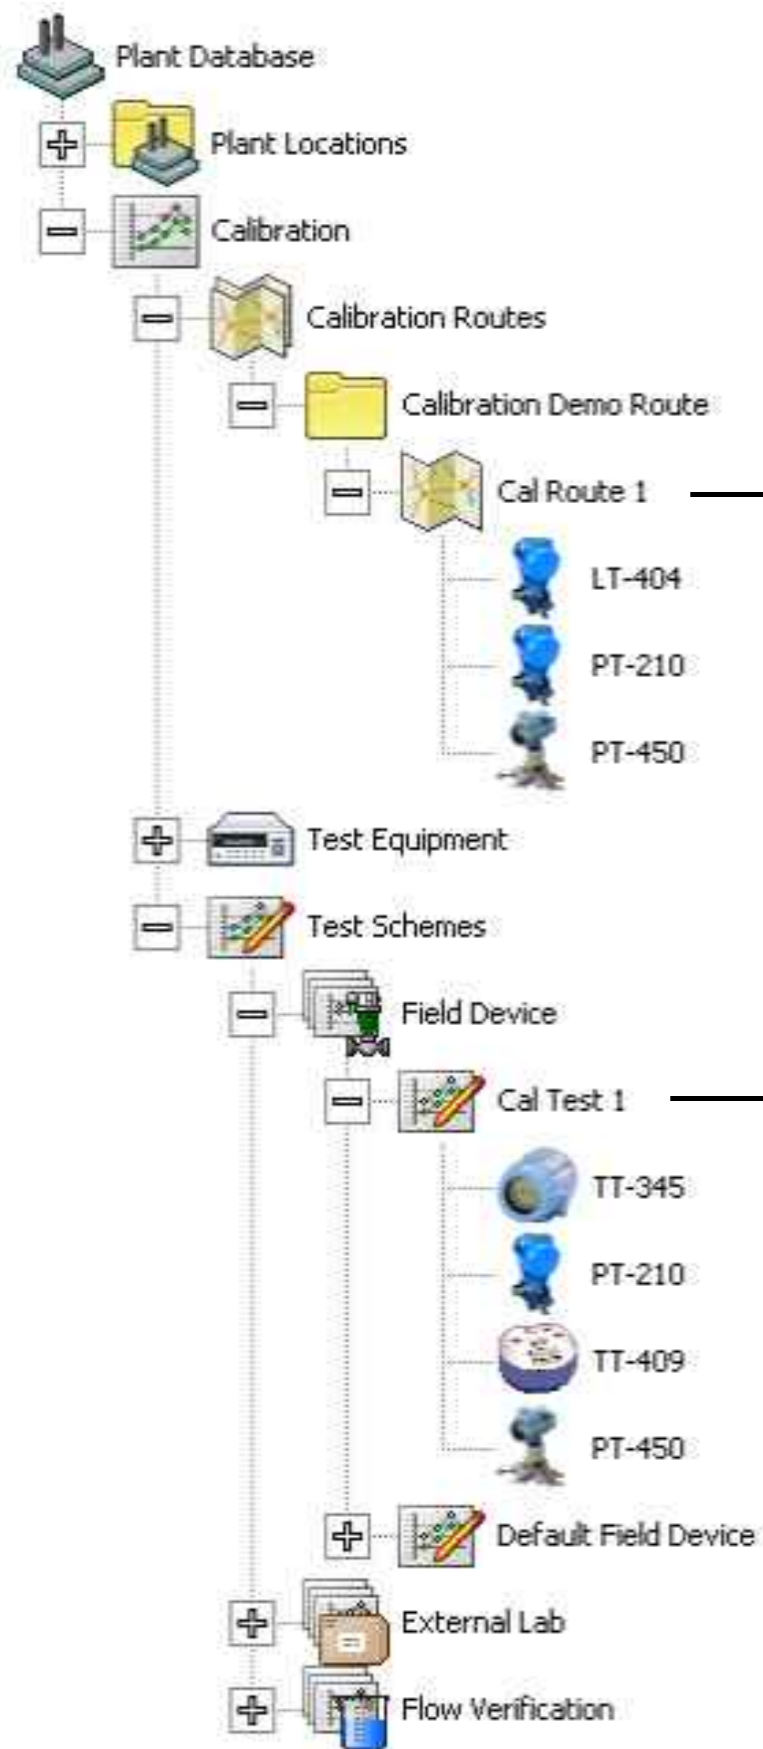 Plant Database
Plant Locations
Calibration
Calibration Routes
Calibration Demo Route
Cal Route 1
LT-404
PT-210
PT-450
Test Equipment
Test Schemes
Field Device
Cal Test 1
TT-345
PT-210
TT-409
PT-450
Default Field Device
External Lab
Flow Verification